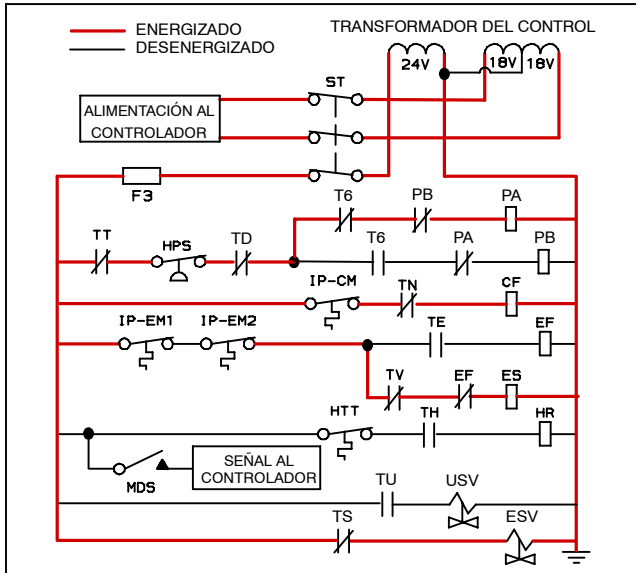 ENERGIZADO
DESENERGIZADO
TRANSFORMADOR DEL CONTROL
24V
18V
18V
ST
ALIMENTACIÓN AL
CONTROLADOR
F3
T6
PB
PA
TT
HPS
TD
T6
PA
PB
IP-CM
TN
CF
IP-EM1
IP-EM2
TE
EF
TV
EF
ES
HTT
TH
HR
MDS
SEÑAL AL
CONTROLADOR
TU
USV
TS
ESV